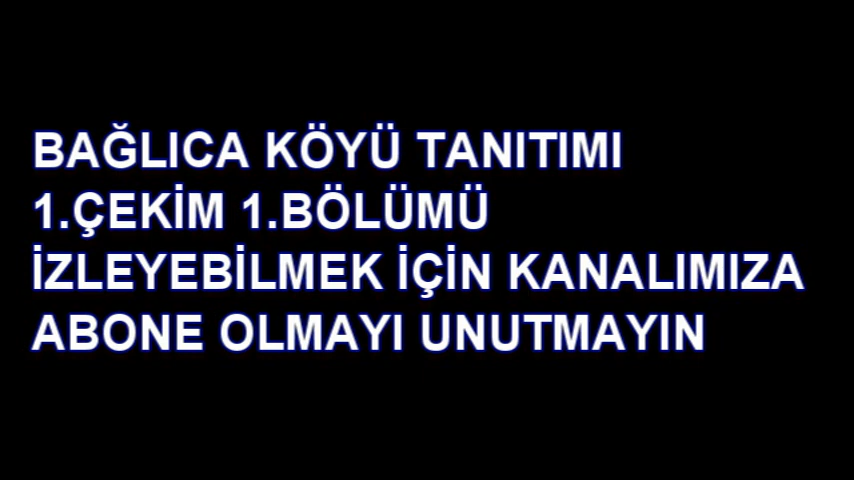 BAĞLICA KÖYÜ TANITIMI
1.ÇEKİM 1.BÖLÜMÜ
İZLEYEBİLMEK İÇİN KANALIMIZA
ABONE OLMAYI UNUTMAYIN